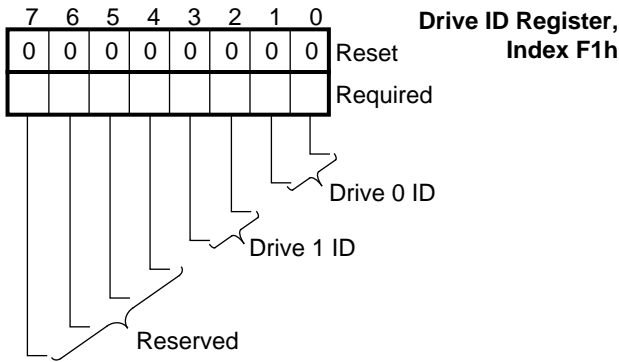 7 6 5 4 3 2 1 0
Drive ID Register,
Index F1h
0 0 0 0 0 0 0 0 Reset
Required
Drive 0 ID
Drive 1 ID
Reserved